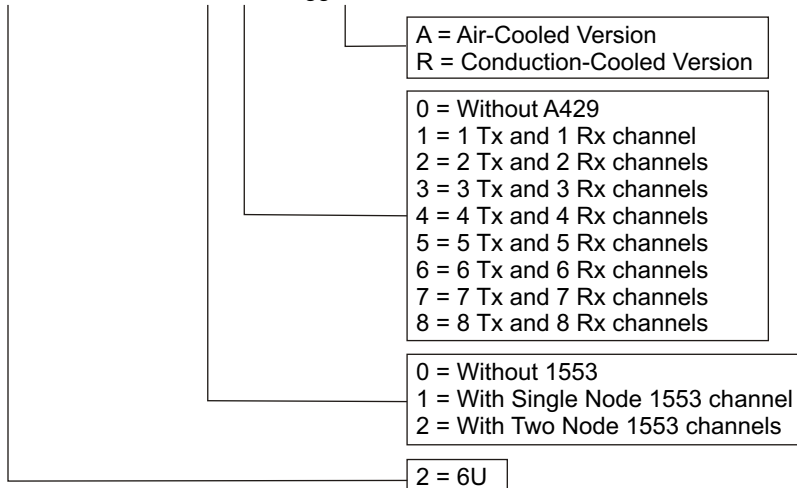 A = Air-Cooled Version
R = Conduction-Cooled Version
0 = Without A429
1 = 1 Tx and 1 Rx channel
2 = 2 Tx and 2 Rx channels
3 = 3 Tx and 3 Rx channels
4 = 4 Tx and 4 Rx channels
5 = 5 Tx and 5 Rx channels
6 = 6 Tx and 6 Rx channels
7 = 7 Tx and 7 Rx channels
8 = 8 Tx and 8 Rx channels
0 = Without 1553
1 = With Single Node 1553 channel
2 = With Two Node 1553 channels
2 = 6U